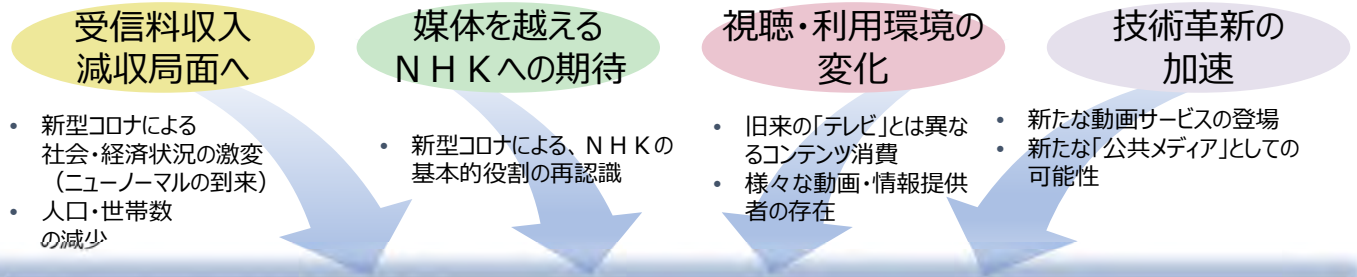 受信料収入
減収局面へ
媒体を越える
ＮＨＫへの期待
視聴・利用環境の
変化
技術革新の
加速
• 新型コロナによる
社会・経済状況の激変
（ニューノーマルの到来）
• 人口・世帯数
の減少
• 新型コロナによる、ＮＨＫの
基本的役割の再認識
• 旧来の「テレビ」とは異な
るコンテンツ消費
• 様々な動画・情報提供
者の存在
• 新たな動画サービスの登場
• 新たな「公共メディア」としての
可能性